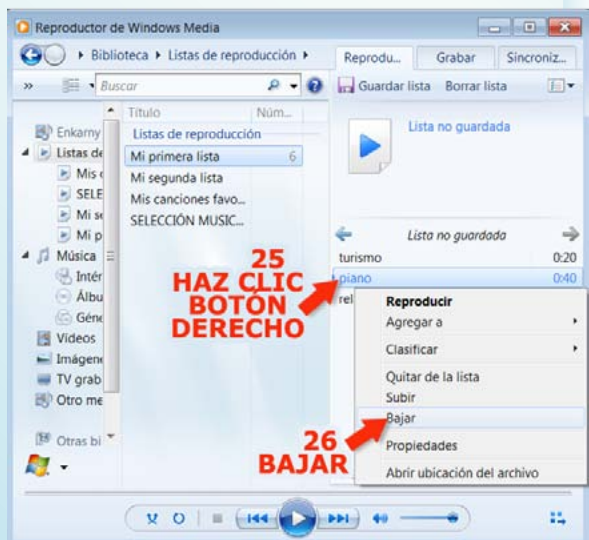 Reproductor de Windows Media
Biblioteca Listas de reproducción
Reprodu... Grabar Sincroniz...
» Buscar
Guardar lista Borrar lista
Título Núm...
Listas de reproducción
Mi primera lista 6
Mi segunda lista
Mis canciones favo...
SELECCIÓN MUSIC...
Enkarny
Listas de
Mis
SELE
Mi
Mi p
Música
Intér
Álbu
Géne
Vídeos
Imágene
TV grab
Otro me
Otras bi
Lista no guardada
Lista no guardada
turismo 0:20
piano 0:40
rel
25
HAZ CLIC
BOTÓN
DERECHO
Reproducir
Agregar a
Clasificar
Quitar de la lista
Subir
Bajar
Propiedades
Abrir ubicación del archivo
26
BAJAR